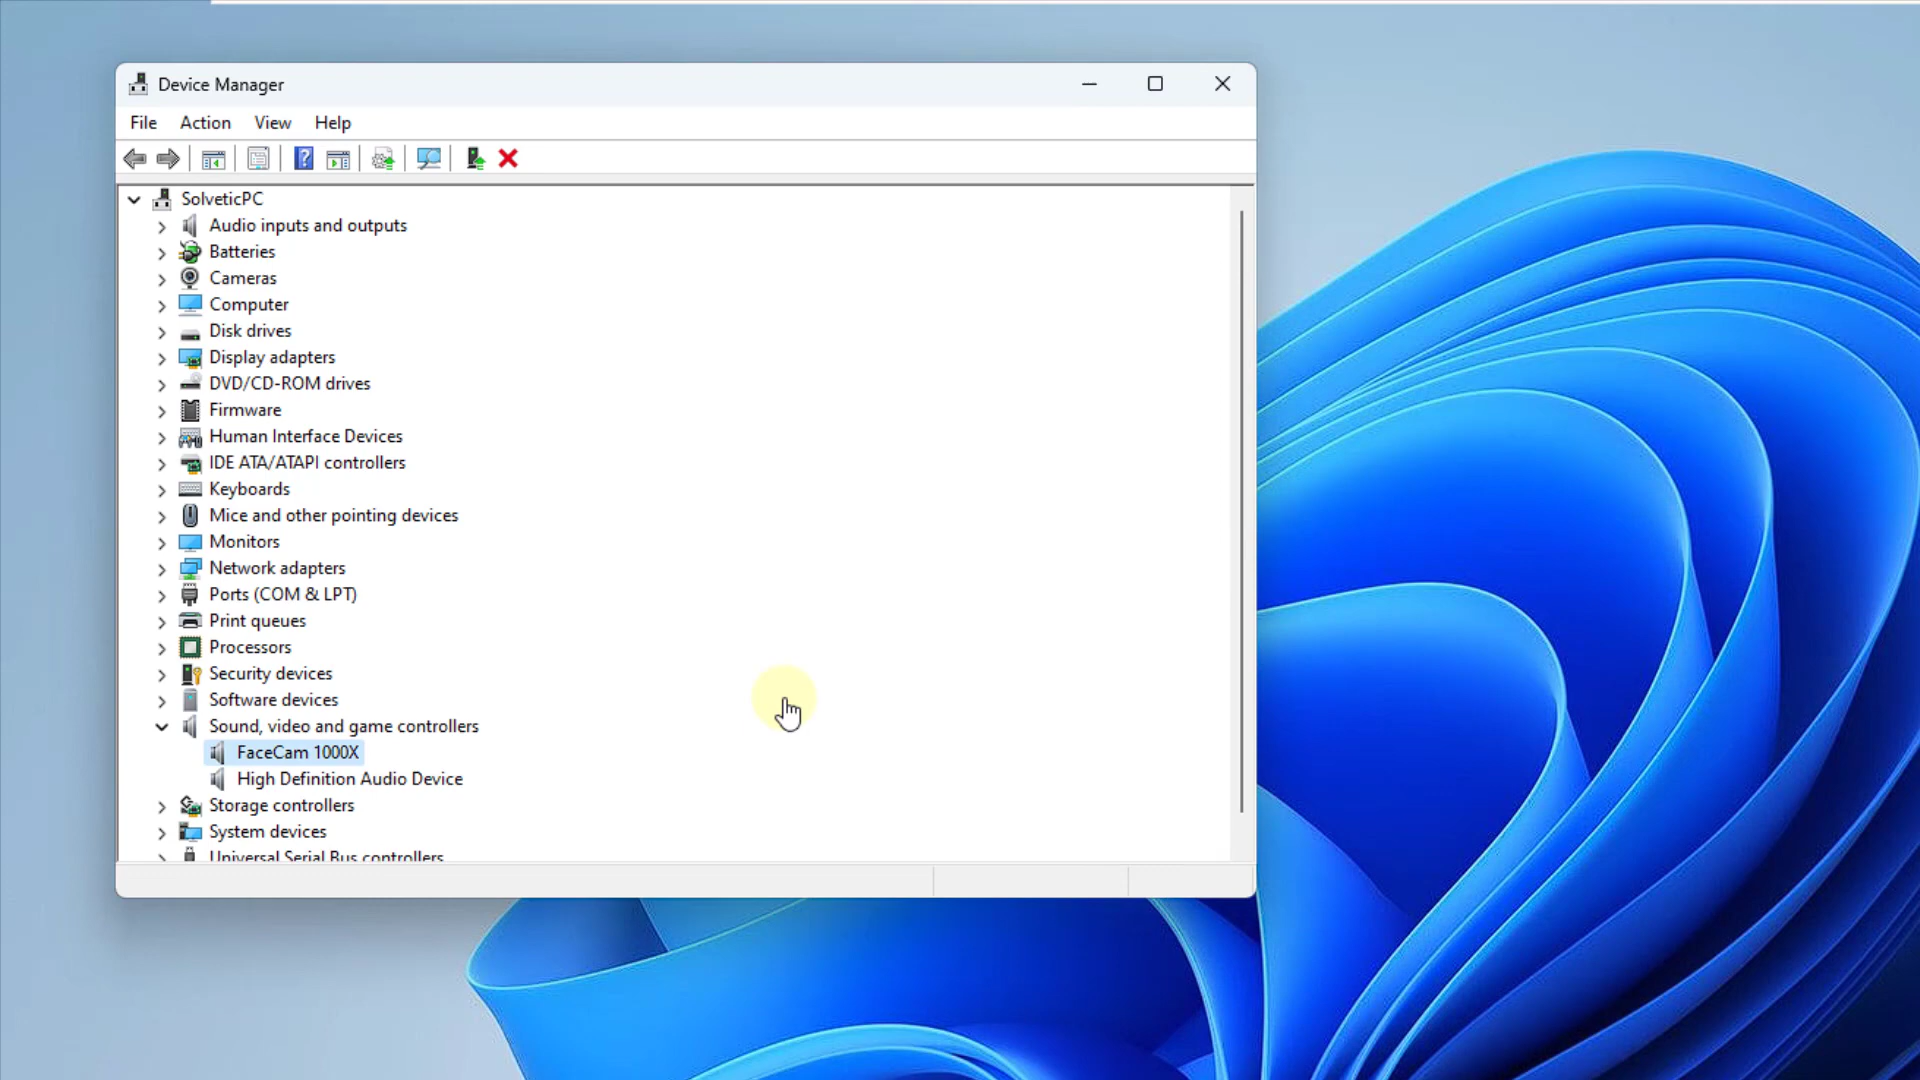 Device Manager
File Action View Help
SolveticPC
Audio inputs and outputs
Batteries
Cameras
Computer
Disk drives
Display adapters
DVD/CD-ROM drives
Firmware
Human Interface Devices
IDE ATA/ATAPI controllers
Keyboards
Mice and other pointing devices
Monitors
Network adapters
Ports (COM & LPT)
Print queues
Processors
Security devices
Software devices
Sound, video and game controllers
FaceCam 1000X
High Definition Audio Device
Storage controllers
System devices
Universal Serial Bus controllers